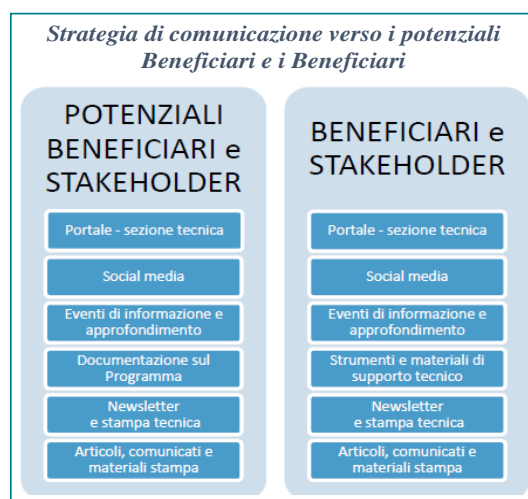 Strategia di comunicazione verso i potenziali
Beneficiari e i Beneficiari
POTENZIALI
BENEFICIARI e
STAKEHOLDER
Portale - sezione tecnica
Social media
Eventi di informazione e
approfondimento
Documentazione sul
Programma
Newsletter
e stampa tecnica
Articoli, comunicati e
materiali stampa
BENEFICIARI e
STAKEHOLDER
Portale - sezione tecnica
Social media
Eventi di informazione e
approfondimento
Strumenti e materiali di
supporto tecnico
Newsletter
e stampa tecnica
Articoli, comunicati e
materiali stampa